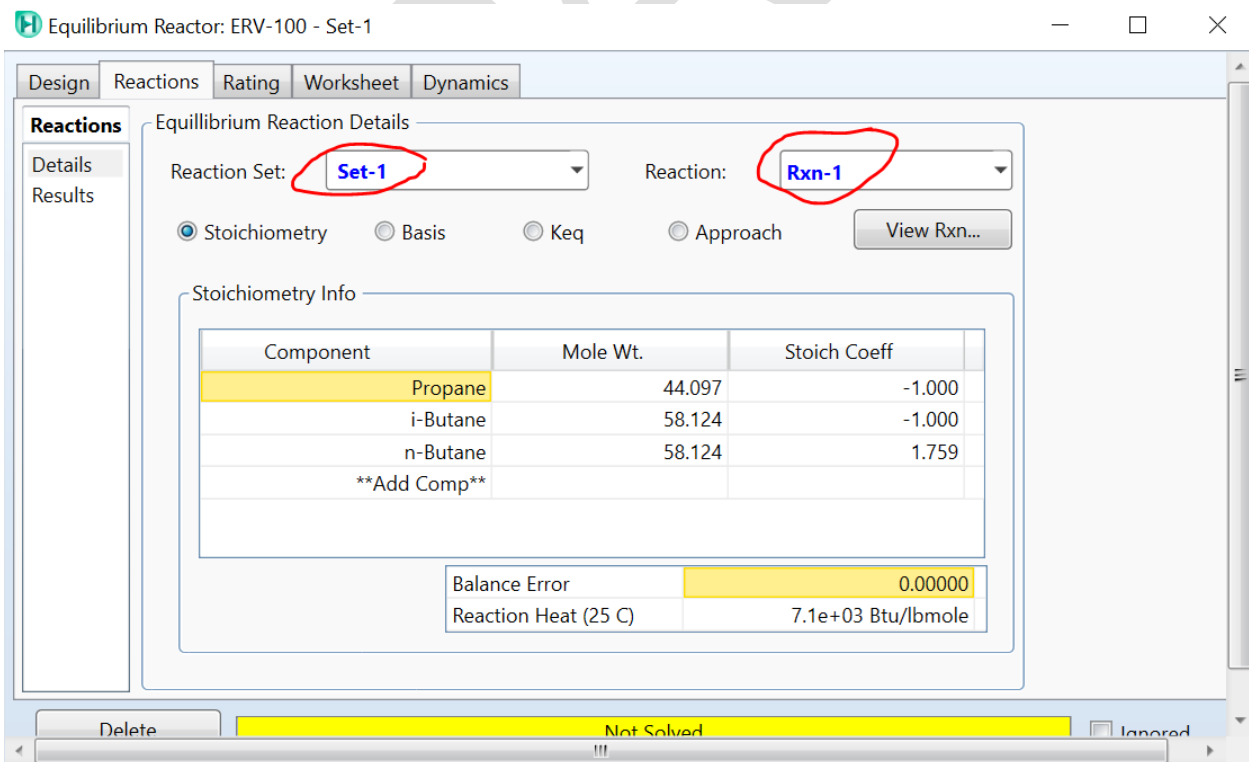 Equilibrium Reactor: ERV-100 - Set-1
Design Reactions Rating Worksheet Dynamics
Reactions
Details
Results
Equillibrium Reaction Details
Reaction Set: Set-1 Reaction: Rxn-1
Stoichiometry Basis Keq Approach View Rxn...
Stoichiometry Info
Component Mole Wt. Stoich Coeff
Propane 44.097 -1.000
i-Butane 58.124 -1.000
n-Butane 58.124 1.759
**Add Comp**
Balance Error 0.00000
Reaction Heat (25 C) 7.1e+03 Btu/lbmole
Delete Not Solved Ignored